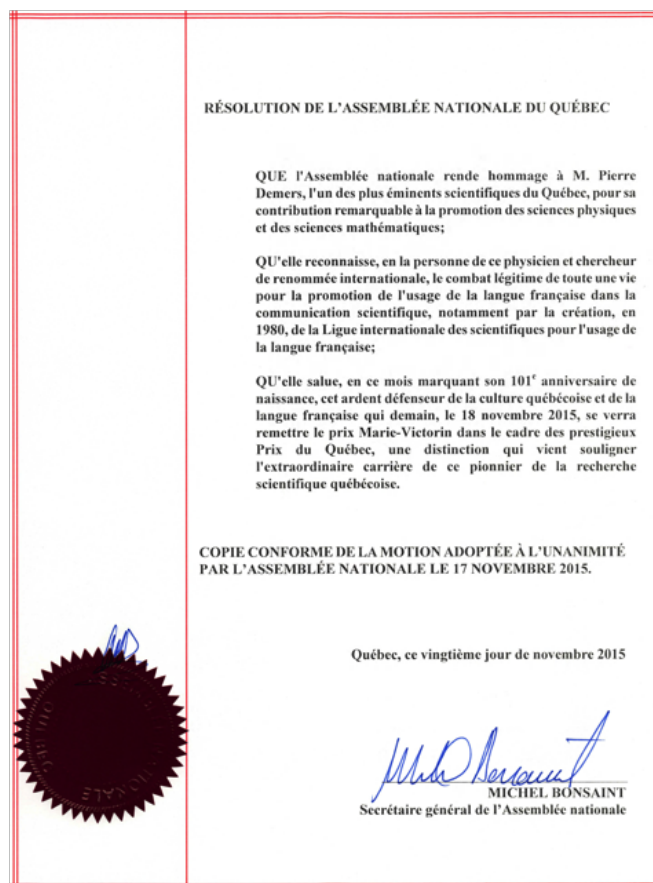 RÉSOLUTION DE L'ASSEMBLÉE NATIONALE DU QUÉBEC
QUE l'Assemblée nationale rende hommage à M. Pierre
Demers, l'un des plus éminents scientifiques du Québec, pour sa
contribution remarquable à la promotion des sciences physiques
et des sciences mathématiques;
QU'elle reconnaisse, en la personne de ce physicien et chercheur
de renommée internationale, le combat légitime de toute une vie
pour la promotion de l'usage de la langue française dans la
communication scientifique, notamment par la création, en
1980, de la Ligue internationale des scientifiques pour l'usage de
la langue française;
QU'elle salue, en ce mois marquant son 101e anniversaire de
naissance, cet ardent défenseur de la culture québécoise et de la
langue française qui demain, le 18 novembre 2015, se verra
remettre le prix Marie-Victorin dans le cadre des prestigieux
Prix du Québec, une distinction qui vient souligner
l'extraordinaire carrière de ce pionnier de la recherche
scientifique québécoise.
COPIE CONFORME DE LA MOTION ADOPTÉE À L'UNANIMITÉ
PAR L'ASSEMBLÉE NATIONALE LE 17 NOVEMBRE 2015.
Québec, ce vingtième jour de novembre 2015
MICHEL BONSAINT
Secrétaire général de l'Assemblée nationale